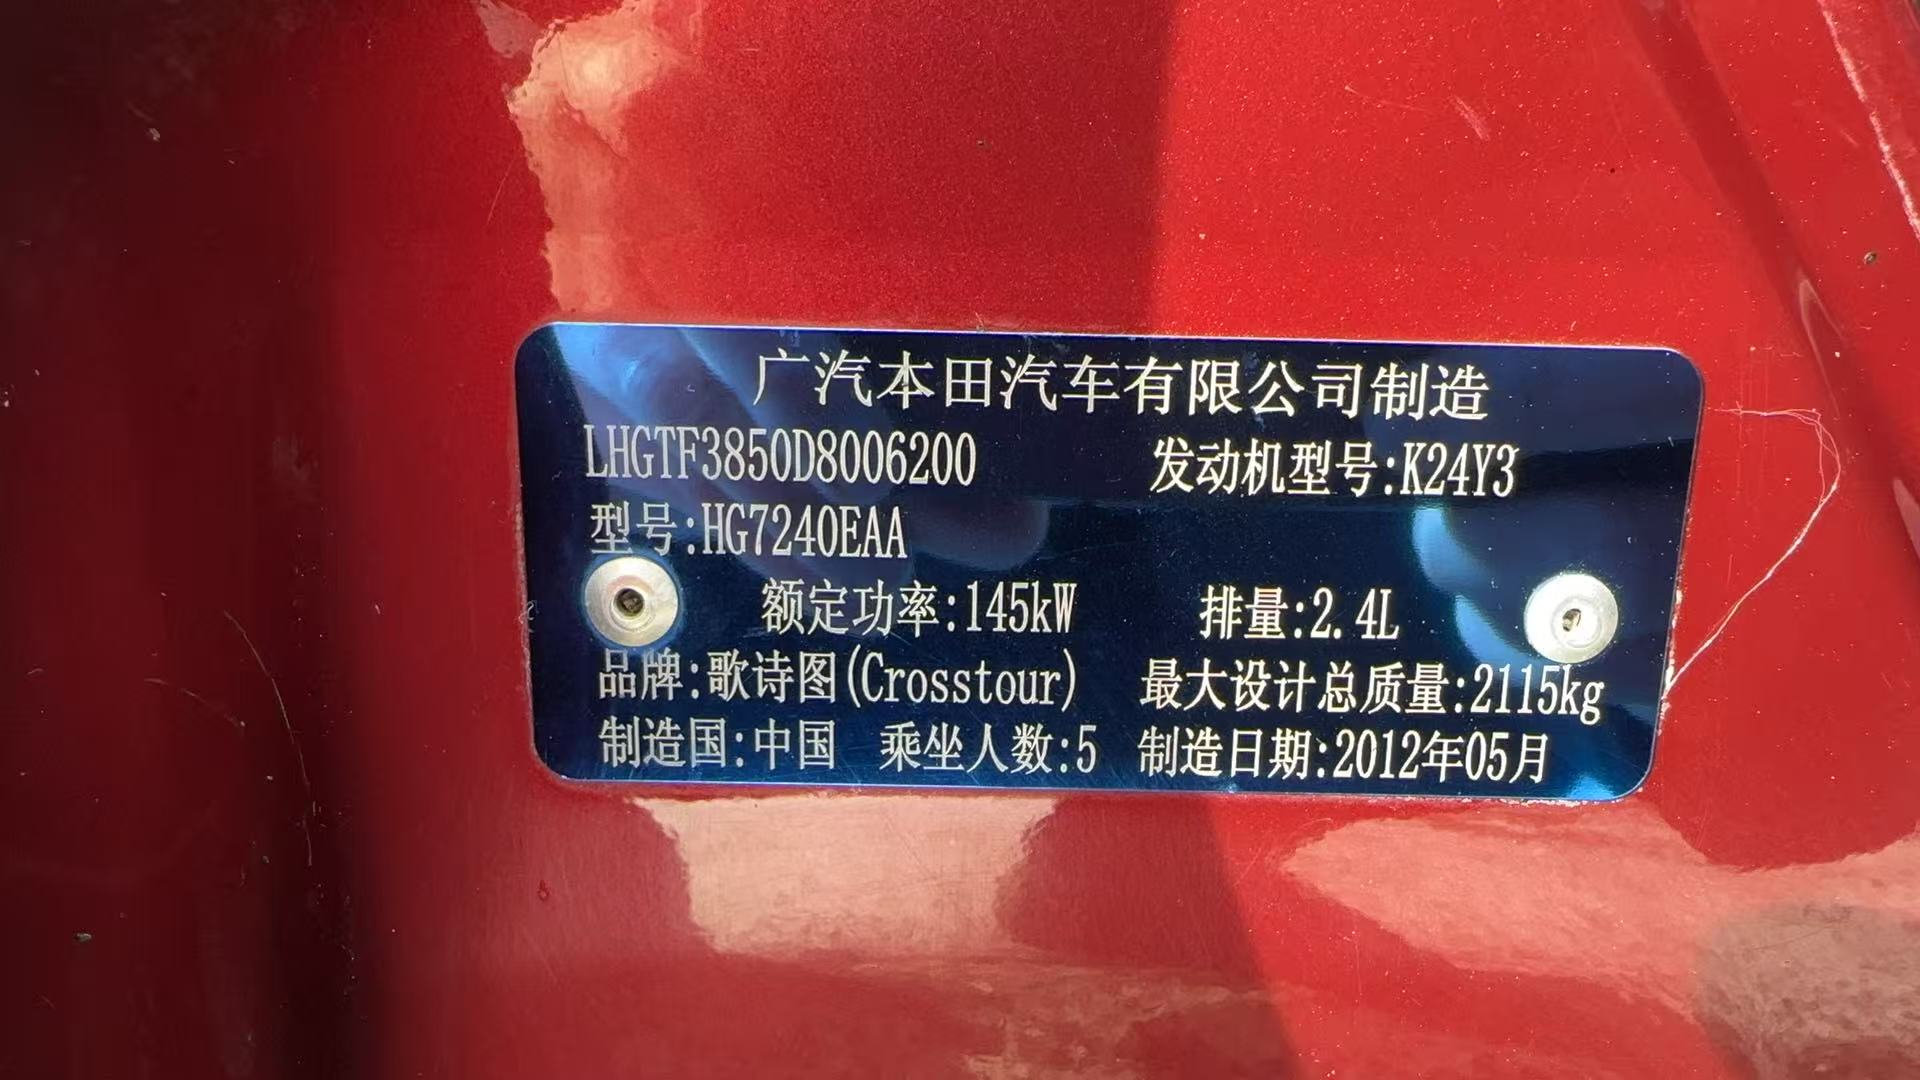 广汽本田汽车有限公司制造
LHGTF3850D8006200 发动机型号:K24Y3
型号:HG7240EAA
额定功率:145kW 排量:2.4L
品牌:歌诗图(Crosstour) 最大设计总质量:2115kg
制造国:中国 乘坐人数:5 制造日期:2012年05月